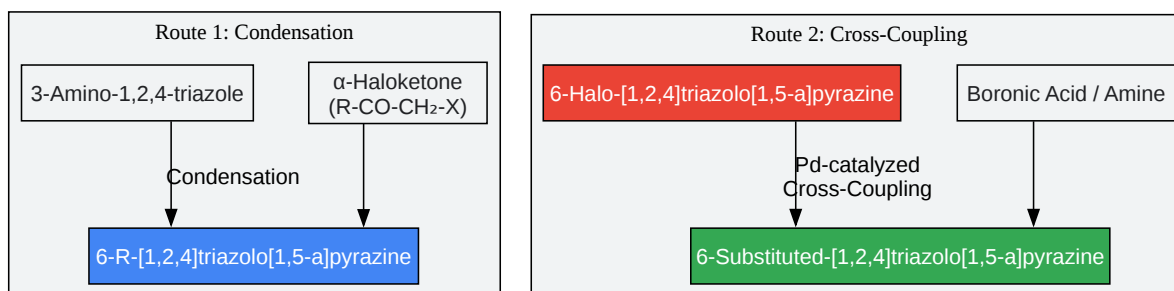 Route 1: Condensation
3-Amino-1,2,4-triazole
α-Haloketone
(R-CO-CH₂-X)
Condensation
6-R-[1,2,4]triazolo[1,5-a]pyrazine
Route 2: Cross-Coupling
6-Halo-[1,2,4]triazolo[1,5-a]pyrazine
Boronic Acid / Amine
Pd-catalyzed
Cross-Coupling
6-Substituted-[1,2,4]triazolo[1,5-a]pyrazine